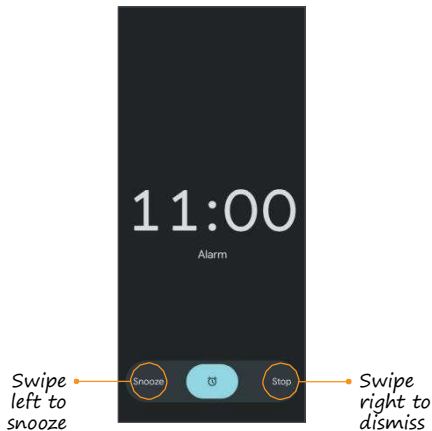 11:00
Alarm
Snooze
Stop
Swipe
left to
snooze
Swipe
right to
dismiss